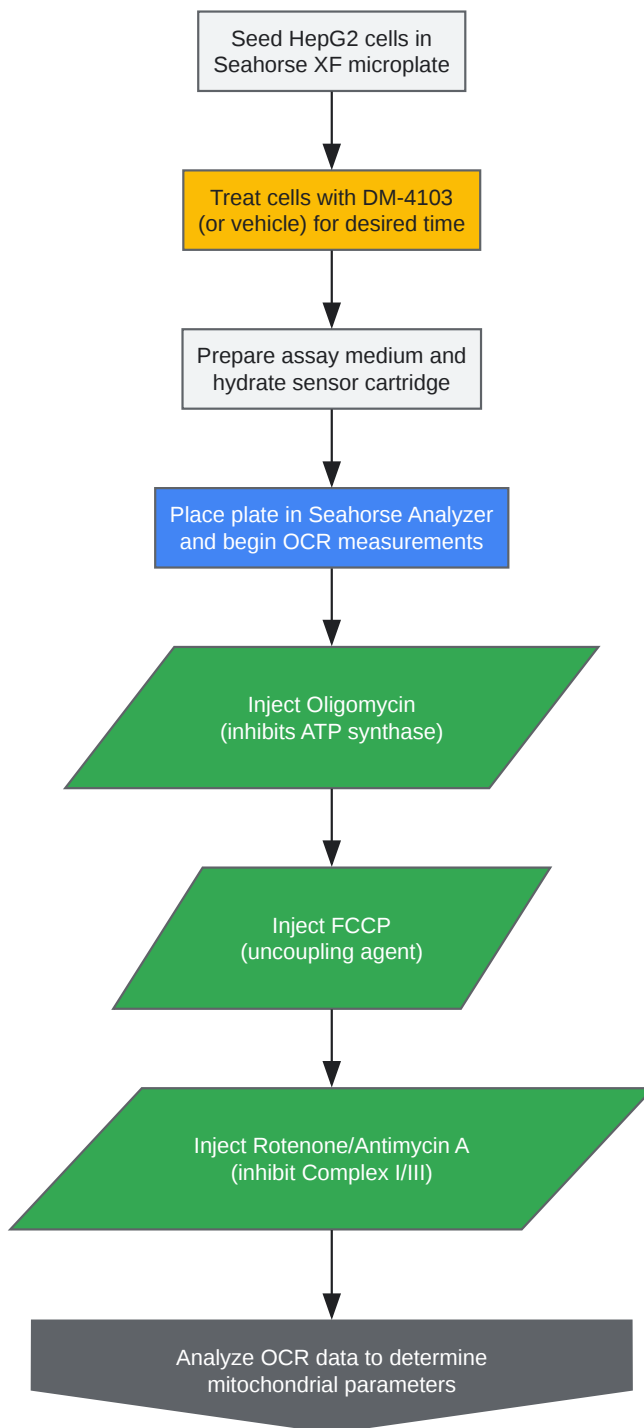 Seed HepG2 cells in
Seahorse XF microplate
Treat cells with DM-4103
(or vehicle) for desired time
Prepare assay medium and
hydrate sensor cartridge
Place plate in Seahorse Analyzer
and begin OCR measurements
Inject Oligomycin
(inhibits ATP synthase)
Inject FCCP
(uncoupling agent)
Inject Rotenone/Antimycin A
(inhibit Complex I/III)
Analyze OCR data to determine
mitochondrial parameters